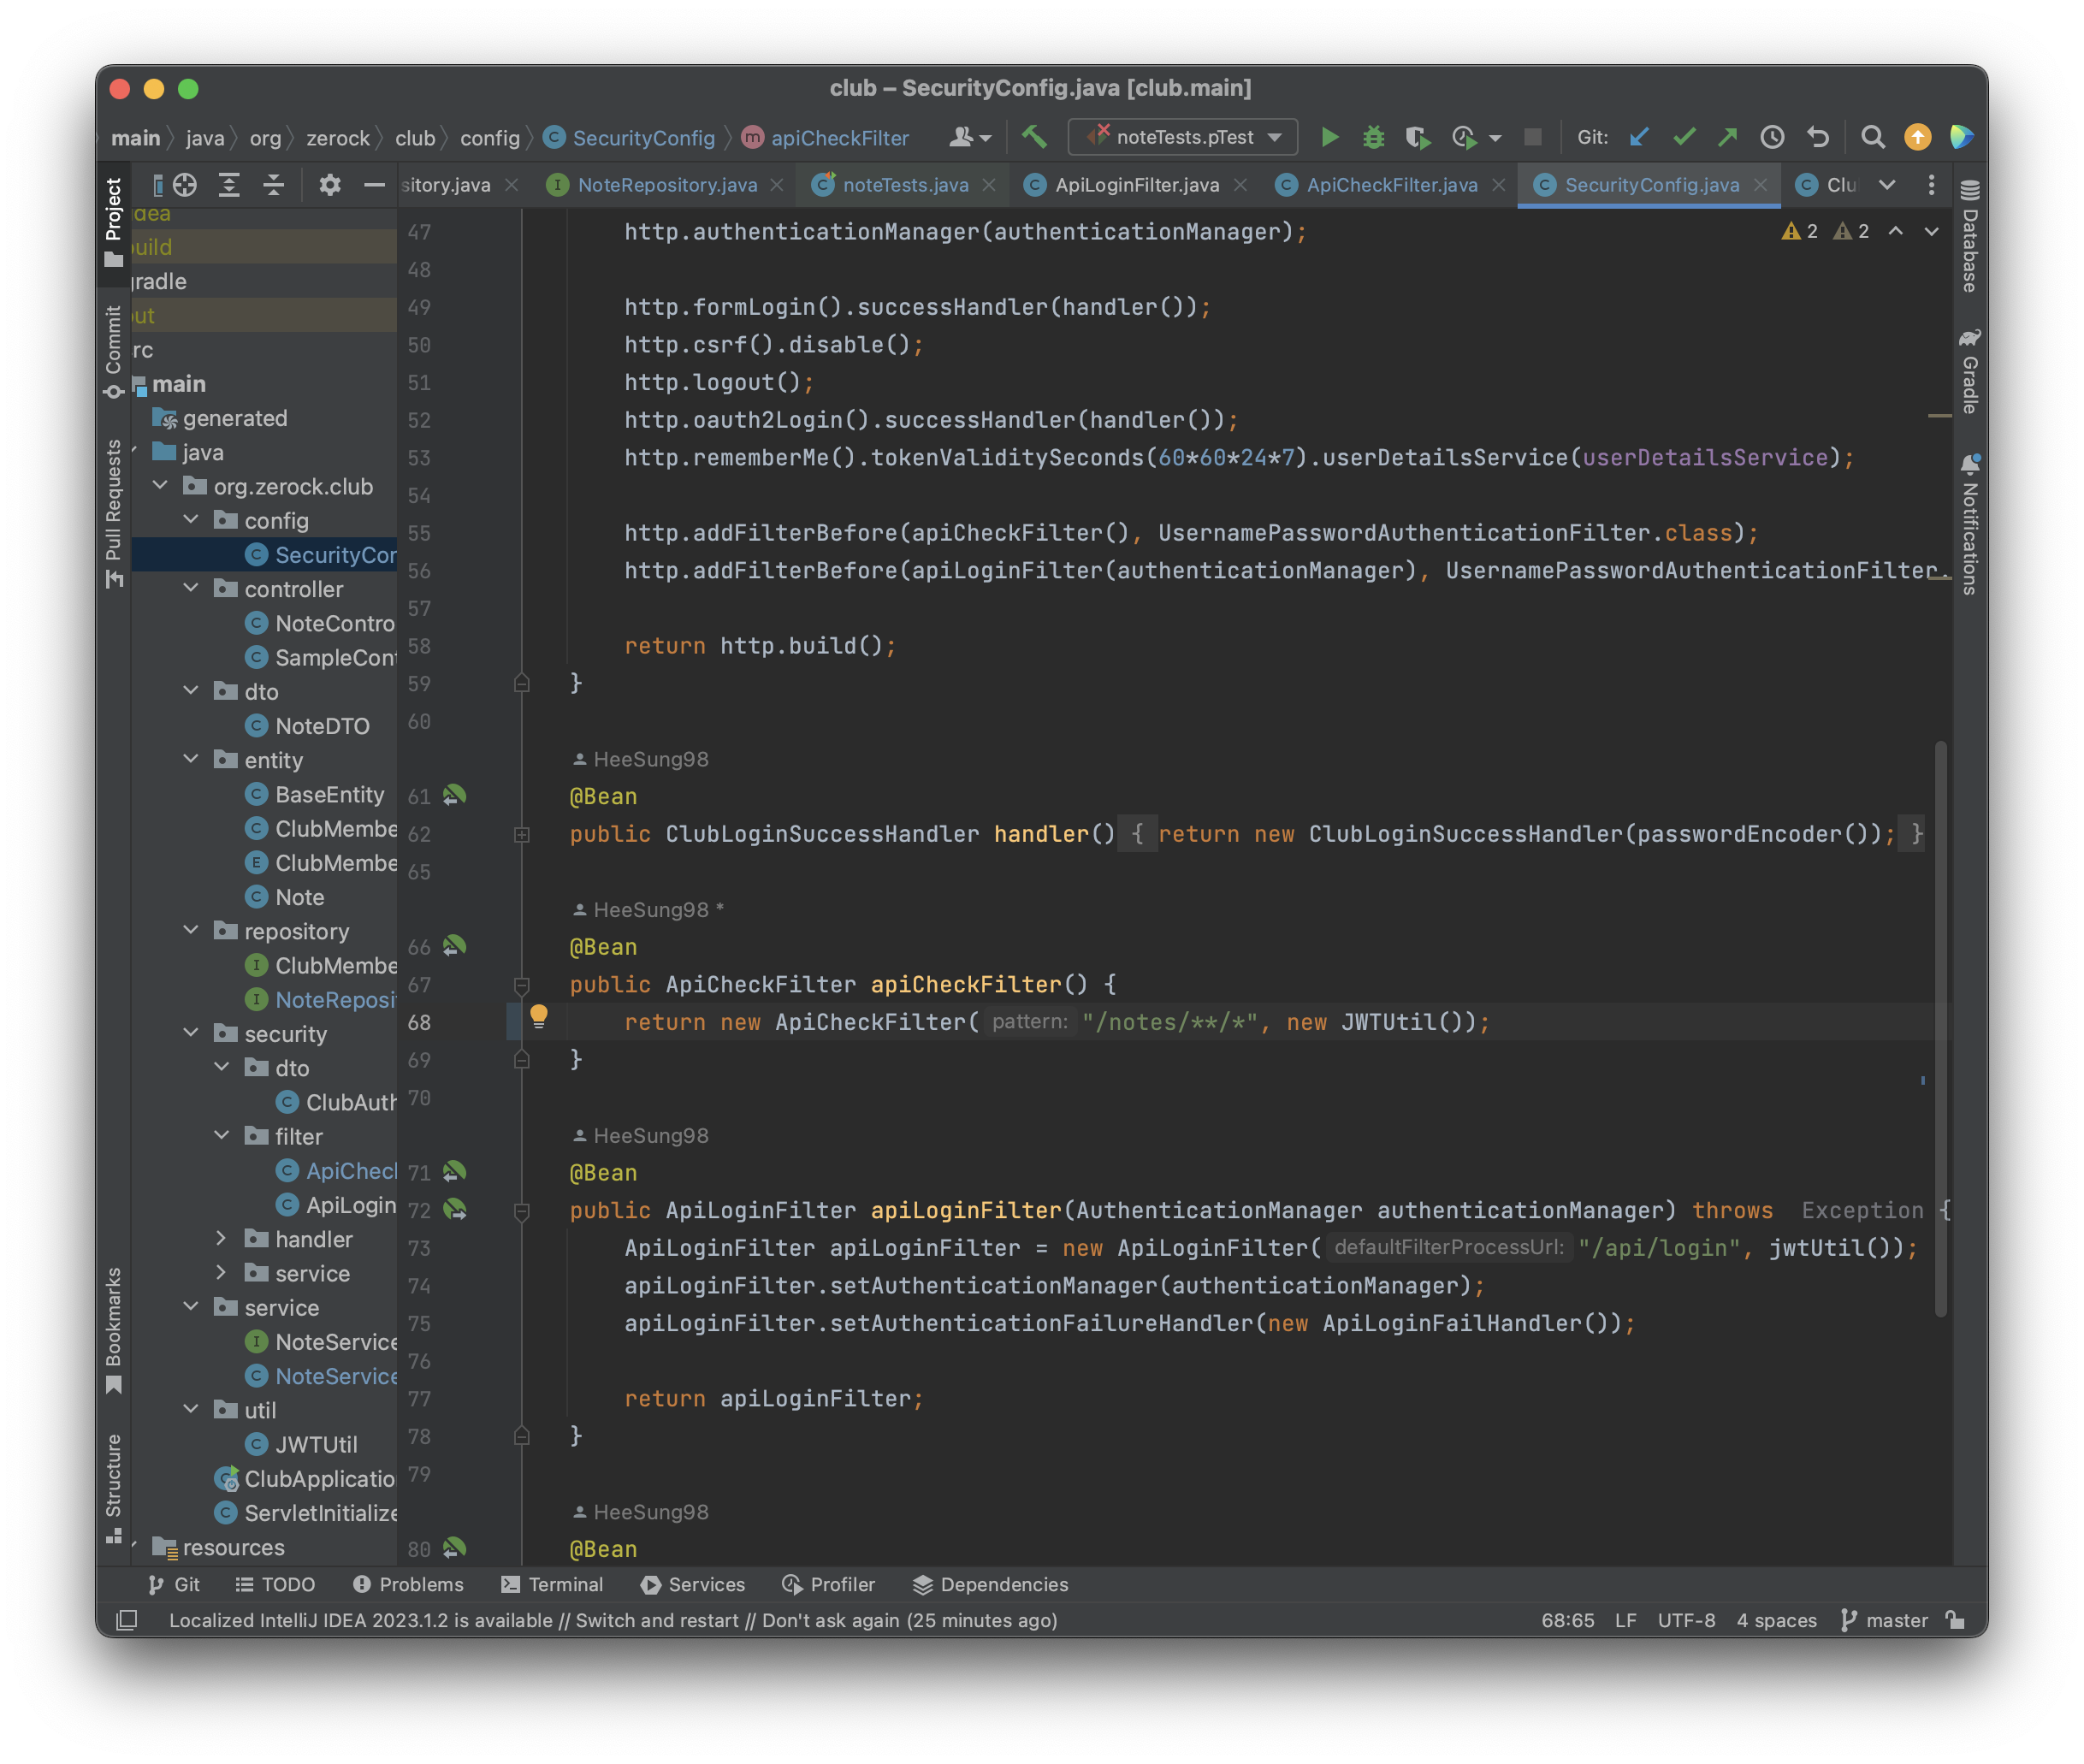 club – SecurityConfig.java [club.main]
main java org zerock club config SecurityConfig apiCheckFilter noteTests.pTest Git:
sitory.java NoteRepository.java noteTests.java ApiLoginFilter.java ApiCheckFilter.java SecurityConfig.java Clu
Project
Commit
Pull Requests
Bookmarks
Structure
idea
build
gradle
out
src
main
generated
java
org.zerock.club
config
SecurityCon
controller
NoteContro
SampleCont
dto
NoteDTO
entity
BaseEntity
ClubMembe
ClubMembe
Note
repository
ClubMembe
NoteReposi
security
dto
ClubAuth
filter
ApiChec
ApiLogin
handler
service
service
NoteService
NoteService
util
JWTUtil
ClubApplicatio
ServletInitialize
resources
2 2
47 http.authenticationManager(authenticationManager);
48
49 http.formLogin().successHandler(handler());
50 http.csrf().disable();
51 http.logout();
52 http.oauth2Login().successHandler(handler());
53 http.rememberMe().tokenValiditySeconds(60*60*24*7).userDetailsService(userDetailsService);
54
55 http.addFilterBefore(apiCheckFilter(), UsernamePasswordAuthenticationFilter.class);
56 http.addFilterBefore(apiLoginFilter(authenticationManager), UsernamePasswordAuthenticationFilter.
57
58 return http.build();
59 }
60
HeeSung98
61 @Bean
62 public ClubLoginSuccessHandler handler() { return new ClubLoginSuccessHandler(passwordEncoder()); }
65
HeeSung98 *
66 @Bean
67 public ApiCheckFilter apiCheckFilter() {
68 return new ApiCheckFilter( pattern: "/notes/**/*", new JWTUtil());
69 }
70
HeeSung98
71 @Bean
72 public ApiLoginFilter apiLoginFilter(AuthenticationManager authenticationManager) throws Exception {
73 ApiLoginFilter apiLoginFilter = new ApiLoginFilter( defaultFilterProcessUrl: "/api/login", jwtUtil());
74 apiLoginFilter.setAuthenticationManager(authenticationManager);
75 apiLoginFilter.setAuthenticationFailureHandler(new ApiLoginFailHandler());
76
77 return apiLoginFilter;
78 }
79
HeeSung98
80 @Bean
Database
Gradle
Notifications
Git TODO Problems Terminal Services Profiler Dependencies
Localized IntelliJ IDEA 2023.1.2 is available // Switch and restart // Don't ask again (25 minutes ago) 68:65 LF UTF-8 4 spaces master